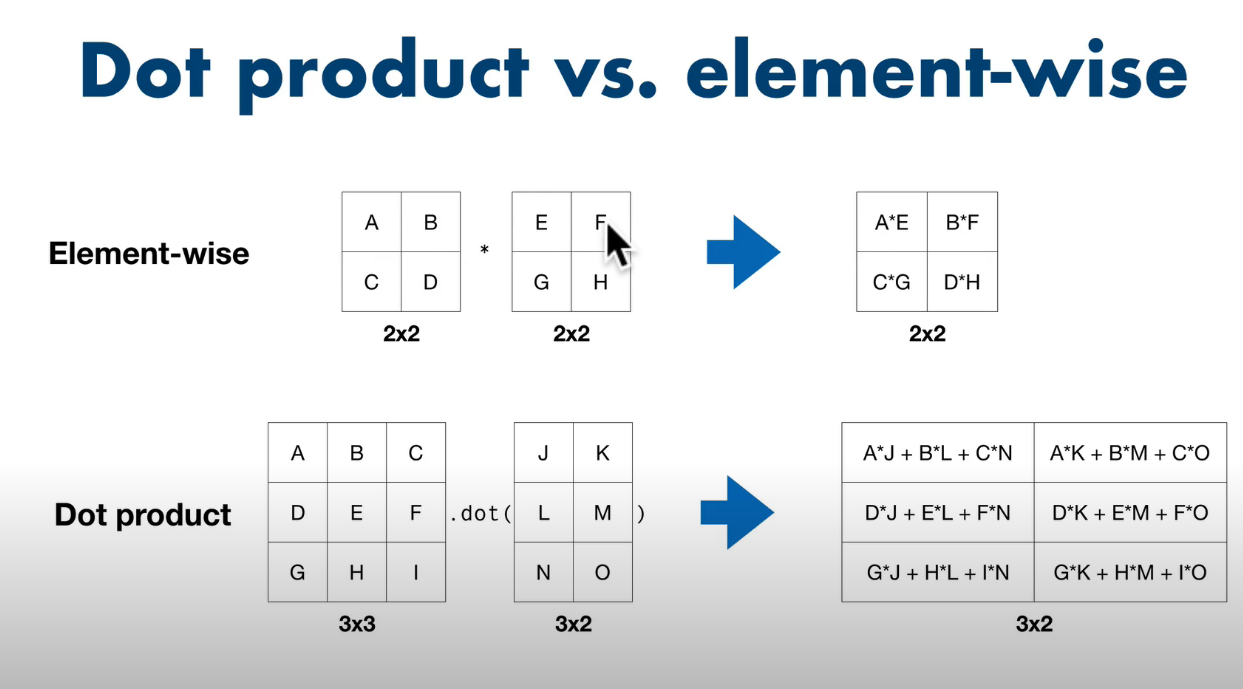 Dot product vs. element-wise
Element-wise
A B
C D
2x2
*
E F
G H
2x2
A*E B*F
C*G D*H
2x2
Dot product
A B C
D E F
G H I
3x3
.dot(
J K
L M
N O
)
3x2
A*J + B*L + C*N A*K + B*M + C*O
D*J + E*L + F*N D*K + E*M + F*O
G*J + H*L + I*N G*K + H*M + I*O
3x2